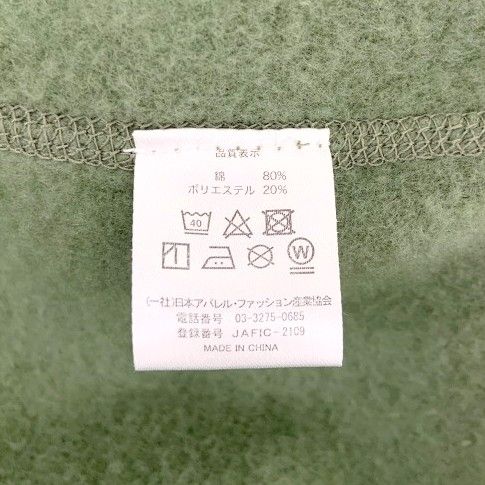 品質表示
綿 80%
ポリエステル 20%
40
W
(一社)日本アパレル・ファッション産業協会
電話番号 03-3275-0685
登録番号 JAFIC-2109
MADE IN CHINA